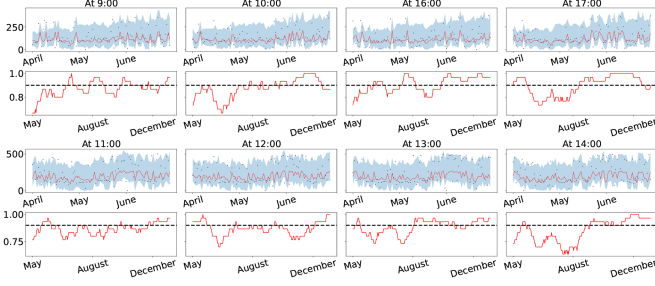 At 9:00 At 10:00 At 16:00 At 17:00
250
0
April May June April May June April May June April May June
1.0
0.8
May August December May August December May August December May August December
At 11:00 At 12:00 At 13:00 At 14:00
500
0
April May June April May June April May June April May June
1.00
0.75
May August December May August December May August December May August December